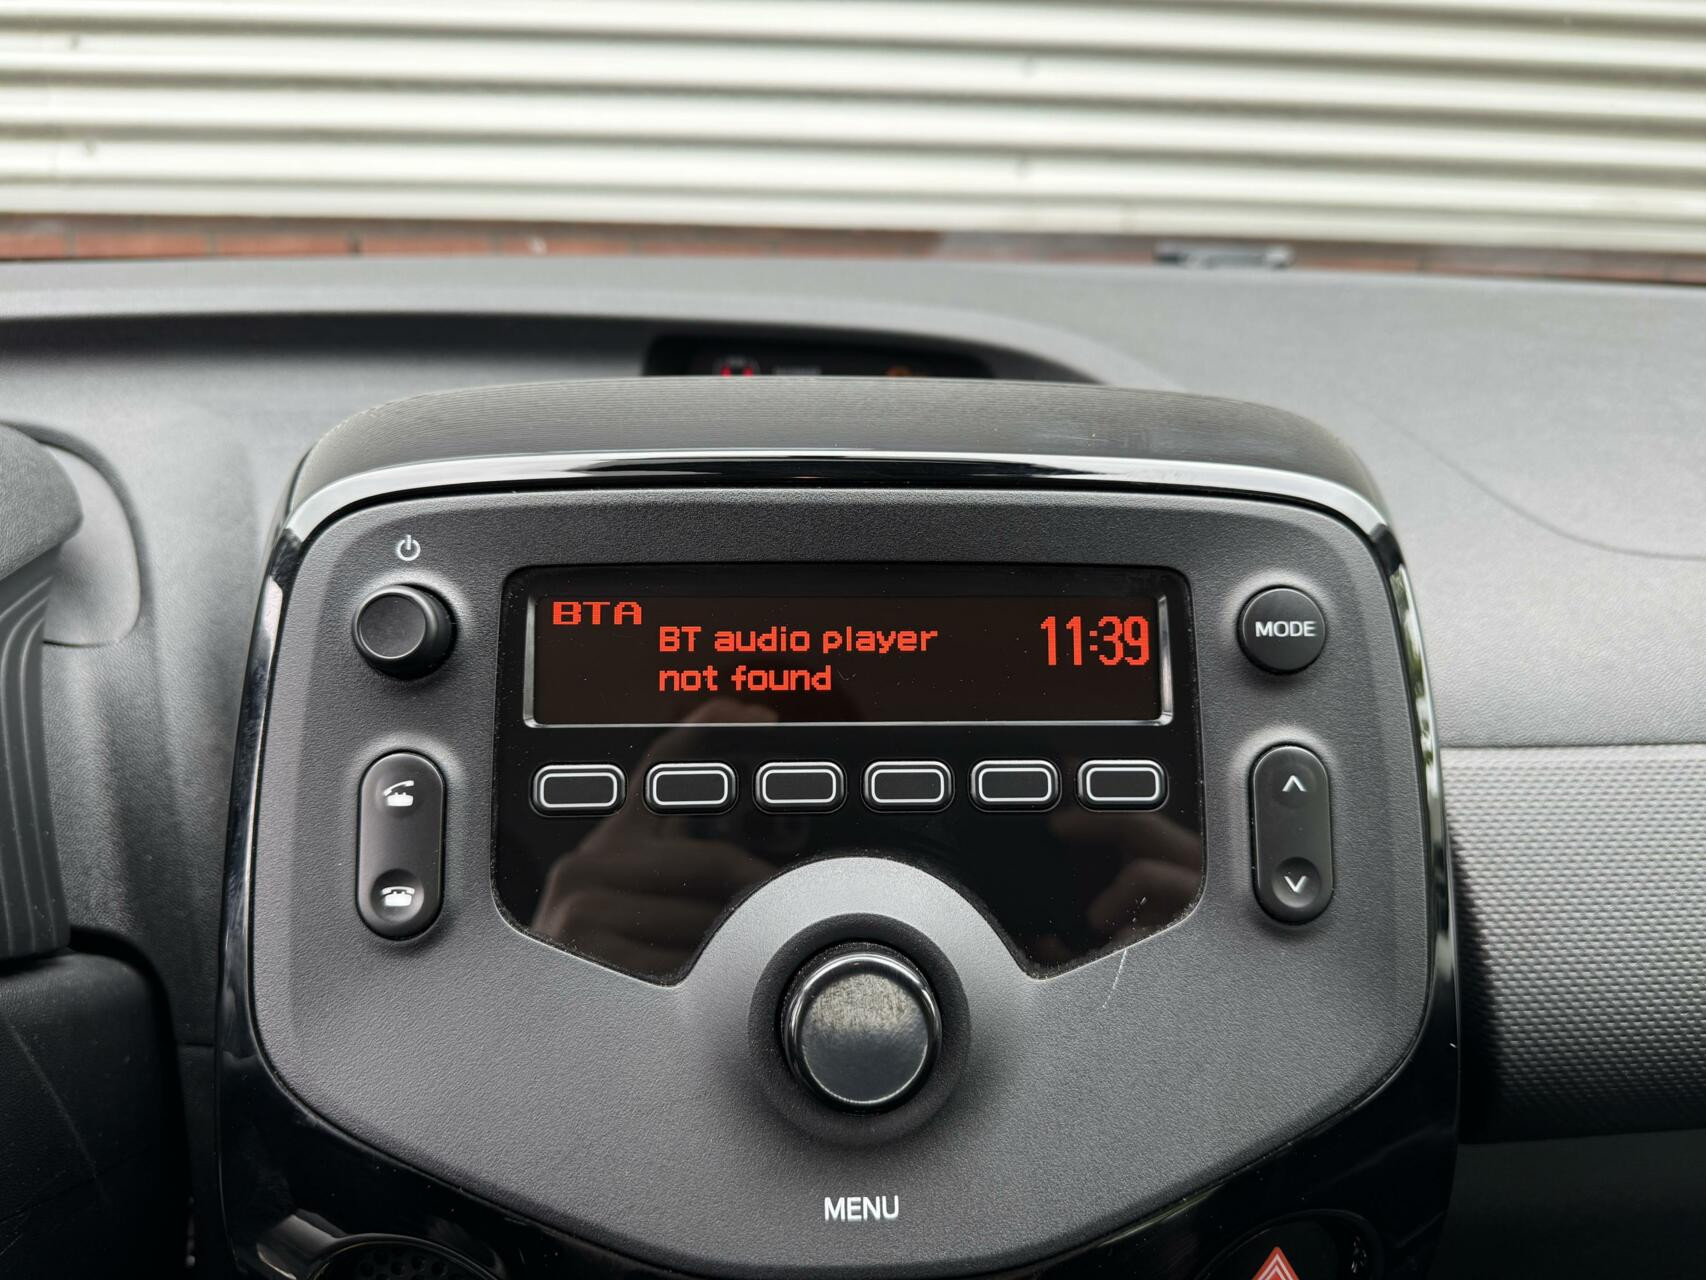 BTA
BT audio player
not found
11:39
MODE
MENU